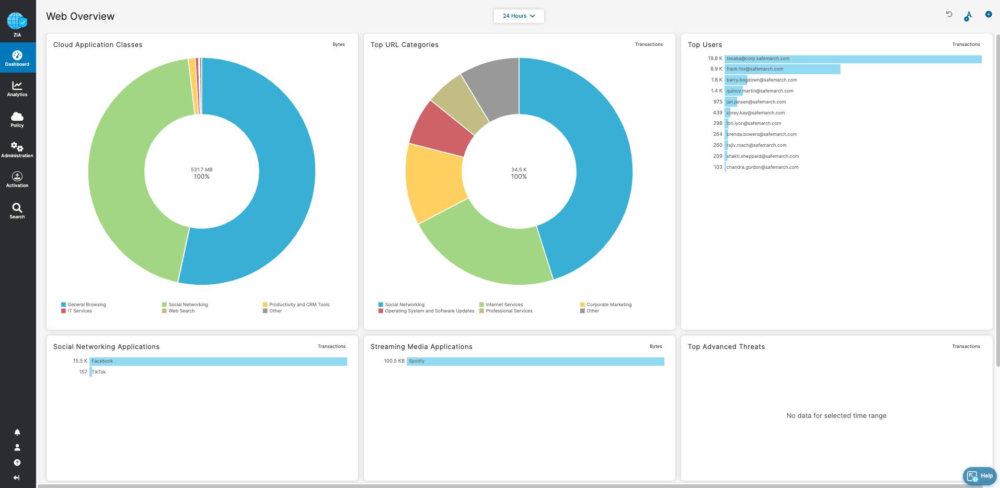 Web Overview
24 Hours
ZIA
Dashboard
Analytics
Policy
Administration
Activation
Search
Cloud Application Classes
Bytes
531.7 MB
100%
General Browsing
Social Networking
Productivity and CRM Tools
IT Services
Web Search
Other
Top URL Categories
Transactions
34.5 K
100%
Social Networking
Internet Services
Corporate Marketing
Operating System and Software Updates
Professional Services
Other
Top Users
Transactions
19.8 K tesaka@corp.safemarch.com
8.9 K frank.fox@safemarch.com
1.8 K barry.bogdown@safemarch.com
1.4 K quincy.martin@safemarch.com
975 jan.jansen@safemarch.com
439 corey.kay@safemarch.com
298 lori.lyon@safemarch.com
264 brenda.bowers@safemarch.com
260 rajiv.roach@safemarch.com
209 shakti.sheppard@safemarch.com
103 chandra.gordon@safemarch.com
Social Networking Applications
Transactions
15.5 K Facebook
157 TikTok
Streaming Media Applications
Bytes
100.5 KB Spotify
Top Advanced Threats
Transactions
No data for selected time range
Help